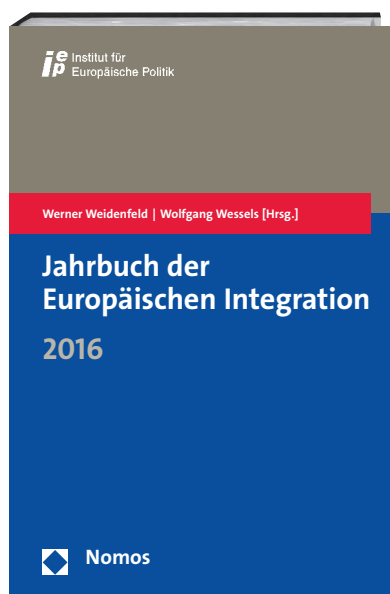 iep Institut für
Europäische Politik
Werner Weidenfeld | Wolfgang Wessels [Hrsg.]
Jahrbuch der
Europäischen Integration
2016
Nomos